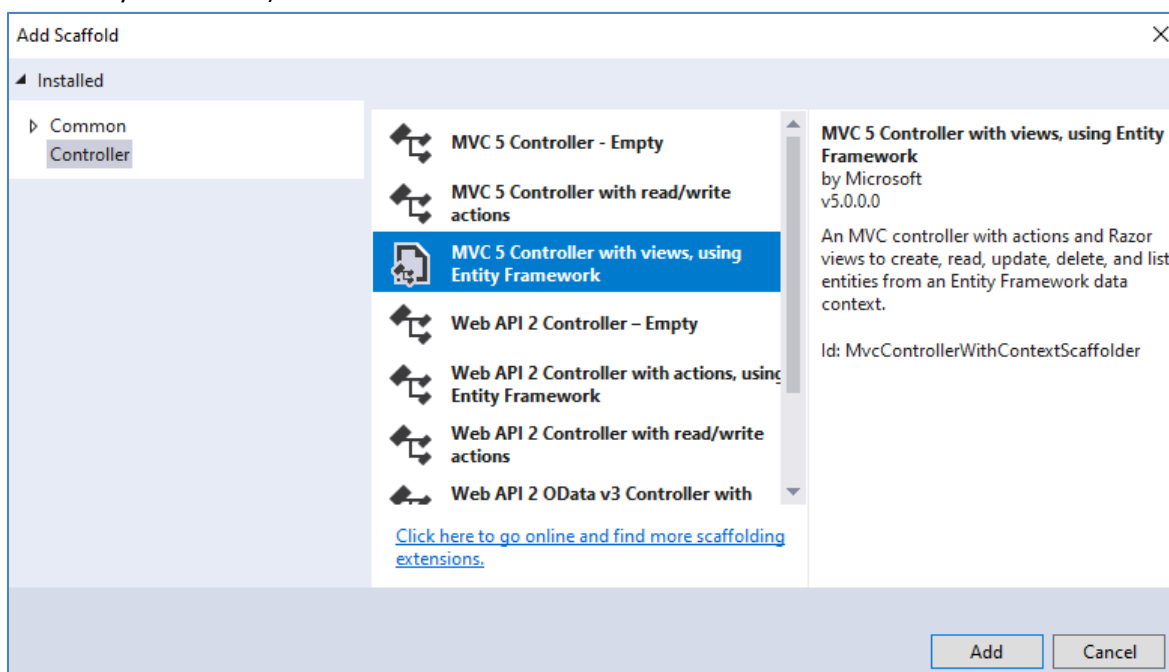 Add Scaffold
Installed
Common
Controller
MVC 5 Controller - Empty
MVC 5 Controller with read/write
actions
MVC 5 Controller with views, using
Entity Framework
Web API 2 Controller – Empty
Web API 2 Controller with actions, using
Entity Framework
Web API 2 Controller with read/write
actions
Web API 2 OData v3 Controller with
Click here to go online and find more scaffolding
extensions.
MVC 5 Controller with views, using Entity
Framework
by Microsoft
v5.0.0.0
An MVC controller with actions and Razor
views to create, read, update, delete, and list
entities from an Entity Framework data
context.
Id: MvcControllerWithContextScaffolder
Add
Cancel